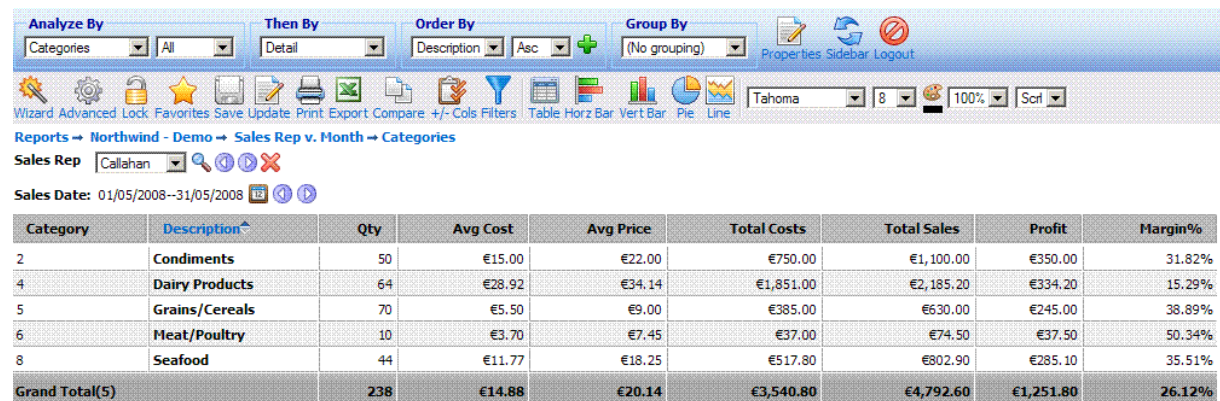 Analyze By Then By Order By Group By
Categories All Detail Description Asc (No grouping) Properties Sidebar Logout
Wizard Advanced Lock Favorites Save Update Print Export Compare +/- Cols Filters Table Horz Bar Vert Bar Pie Line Tahoma 8 100% Scrl
Reports → Northwind - Demo → Sales Rep v. Month → Categories
Sales Rep Callahan
Sales Date: 01/05/2008--31/05/2008 12
Category Description Qty Avg Cost Avg Price Total Costs Total Sales Profit Margin%
2 Condiments 50 €15.00 €22.00 €750.00 €1,100.00 €350.00 31.82%
4 Dairy Products 64 €28.92 €34.14 €1,851.00 €2,185.20 €334.20 15.29%
5 Grains/Cereals 70 €5.50 €9.00 €385.00 €630.00 €245.00 38.89%
6 Meat/Poultry 10 €3.70 €7.45 €37.00 €74.50 €37.50 50.34%
8 Seafood 44 €11.77 €18.25 €517.80 €802.90 €285.10 35.51%
Grand Total(5) 238 €14.88 €20.14 €3,540.80 €4,792.60 €1,251.80 26.12%